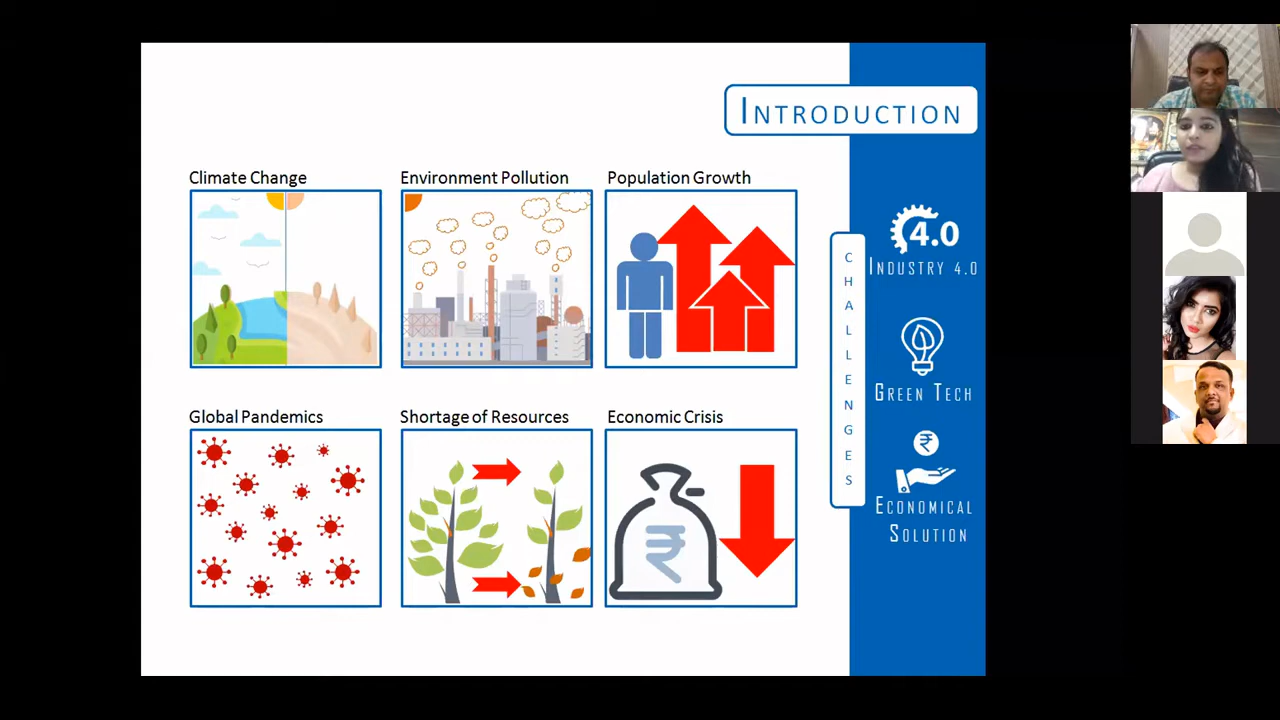 INTRODUCTION
Climate Change
Environment Pollution
Population Growth
Global Pandemics
Shortage of Resources
Economic Crisis
₹
CHALLENGES
4.0
INDUSTRY 4.0
GREEN TECH
₹
ECONOMICAL
SOLUTION